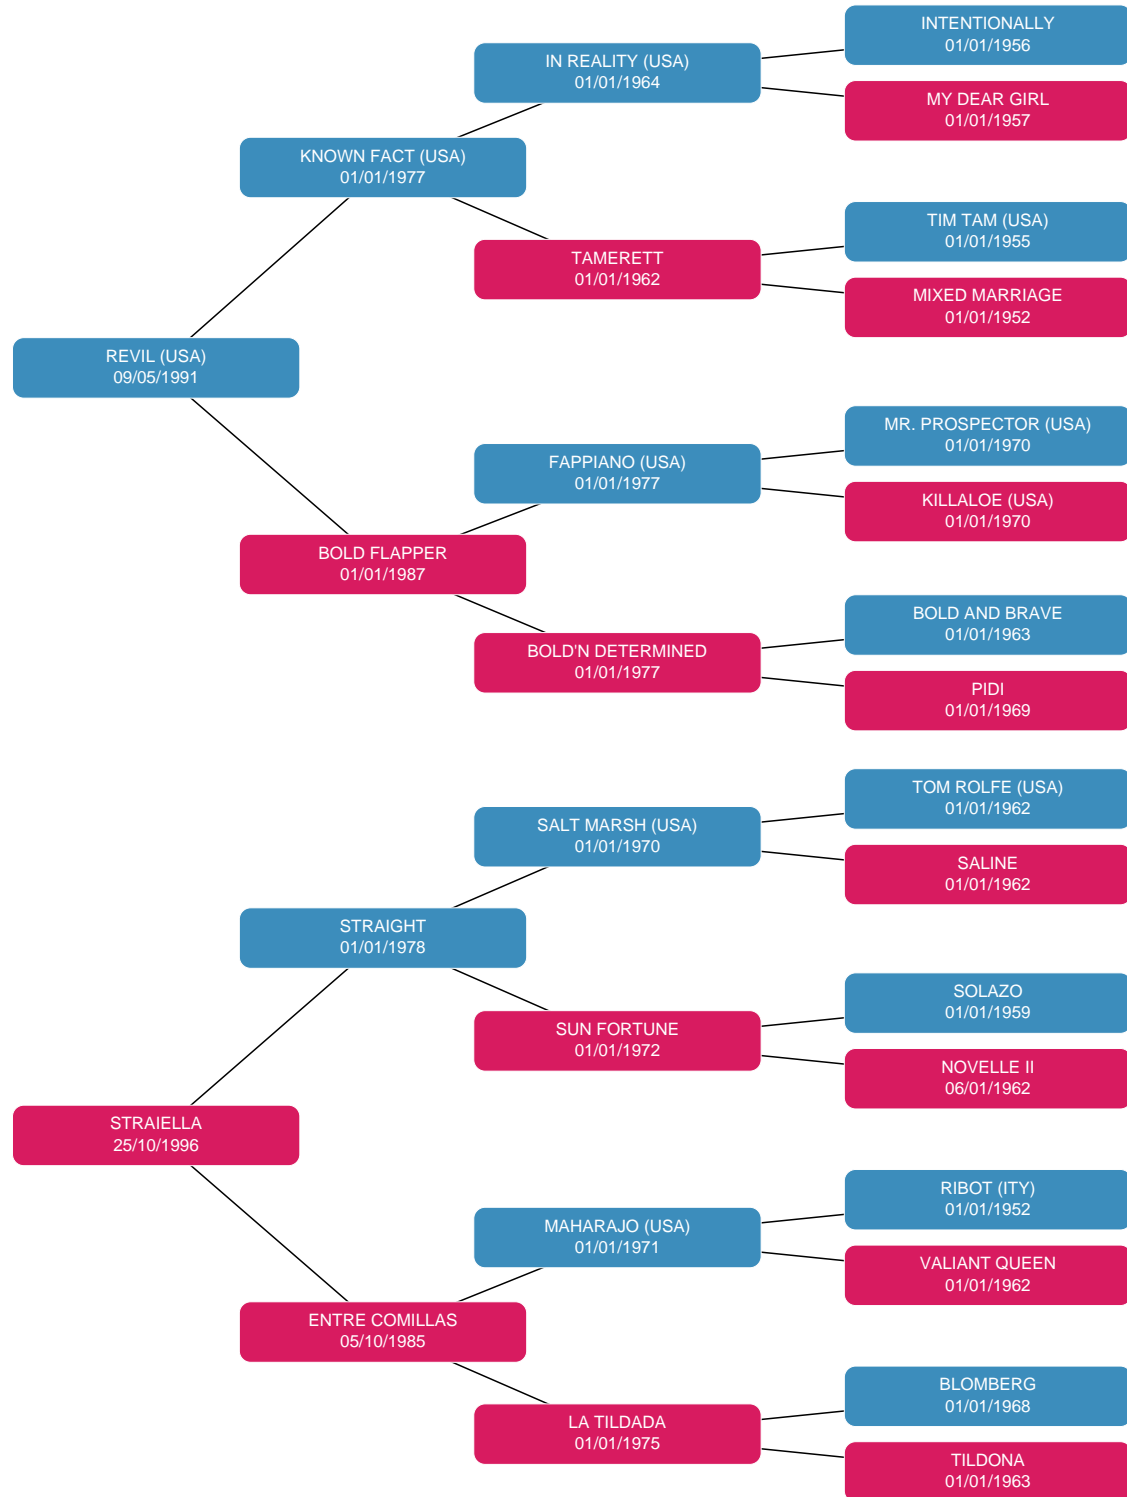 INTENTIONALLY
01/01/1956
IN REALITY (USA)
01/01/1964
MY DEAR GIRL
01/01/1957
KNOWN FACT (USA)
01/01/1977
TIM TAM (USA)
01/01/1955
TAMERETT
01/01/1962
MIXED MARRIAGE
01/01/1952
REVIL (USA)
09/05/1991
MR. PROSPECTOR (USA)
01/01/1970
FAPPIANO (USA)
01/01/1977
KILLALOE (USA)
01/01/1970
BOLD FLAPPER
01/01/1987
BOLD AND BRAVE
01/01/1963
BOLD'N DETERMINED
01/01/1977
PIDI
01/01/1969
TOM ROLFE (USA)
01/01/1962
SALT MARSH (USA)
01/01/1970
SALINE
01/01/1962
STRAIGHT
01/01/1978
SOLAZO
01/01/1959
SUN FORTUNE
01/01/1972
NOVELLE II
06/01/1962
STRAIELLA
25/10/1996
RIBOT (ITY)
01/01/1952
MAHARAJO (USA)
01/01/1971
VALIANT QUEEN
01/01/1962
ENTRE COMILLAS
05/10/1985
BLOMBERG
01/01/1968
LA TILDADA
01/01/1975
TILDONA
01/01/1963